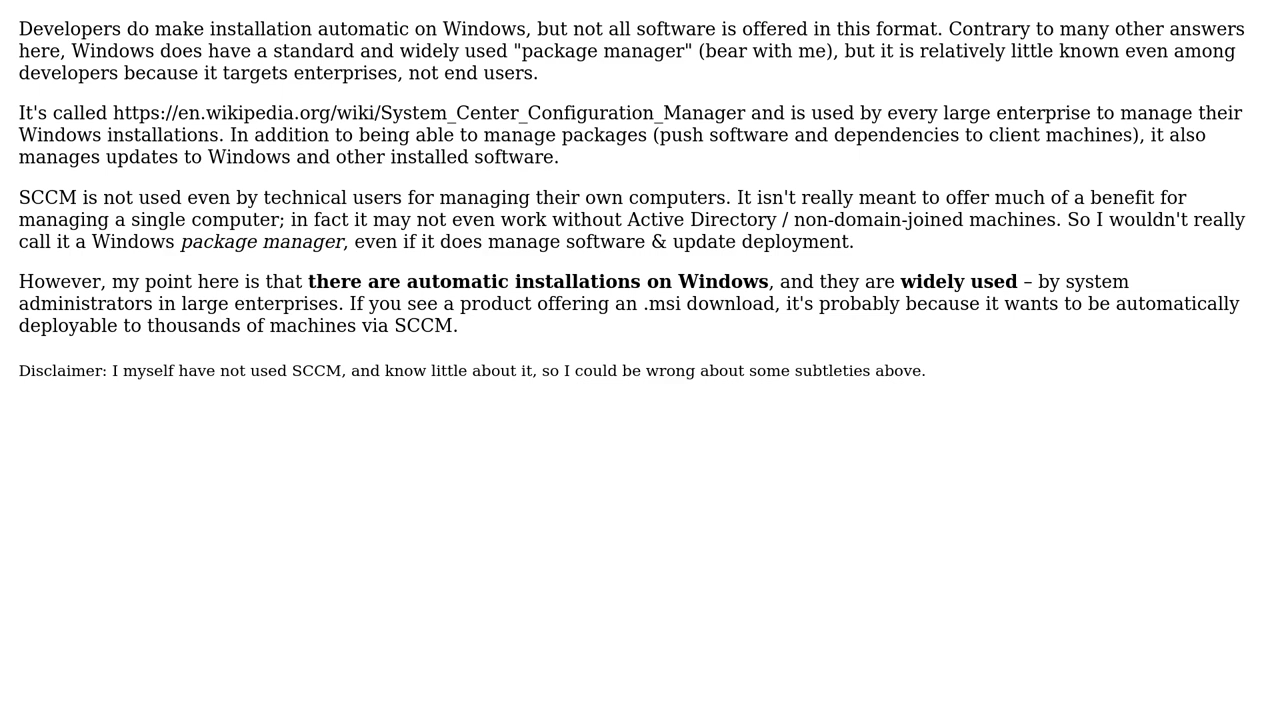 Developers do make installation automatic on Windows, but not all software is offered in this format. Contrary to many other answers
here, Windows does have a standard and widely used "package manager" (bear with me), but it is relatively little known even among
developers because it targets enterprises, not end users.
It's called https://en.wikipedia.org/wiki/System_Center_Configuration_Manager and is used by every large enterprise to manage their
Windows installations. In addition to being able to manage packages (push software and dependencies to client machines), it also
manages updates to Windows and other installed software.
SCCM is not used even by technical users for managing their own computers. It isn't really meant to offer much of a benefit for
managing a single computer; in fact it may not even work without Active Directory / non-domain-joined machines. So I wouldn't really
call it a Windows package manager, even if it does manage software & update deployment.
However, my point here is that there are automatic installations on Windows, and they are widely used – by system
administrators in large enterprises. If you see a product offering an .msi download, it's probably because it wants to be automatically
deployable to thousands of machines via SCCM.
Disclaimer: I myself have not used SCCM, and know little about it, so I could be wrong about some subtleties above.